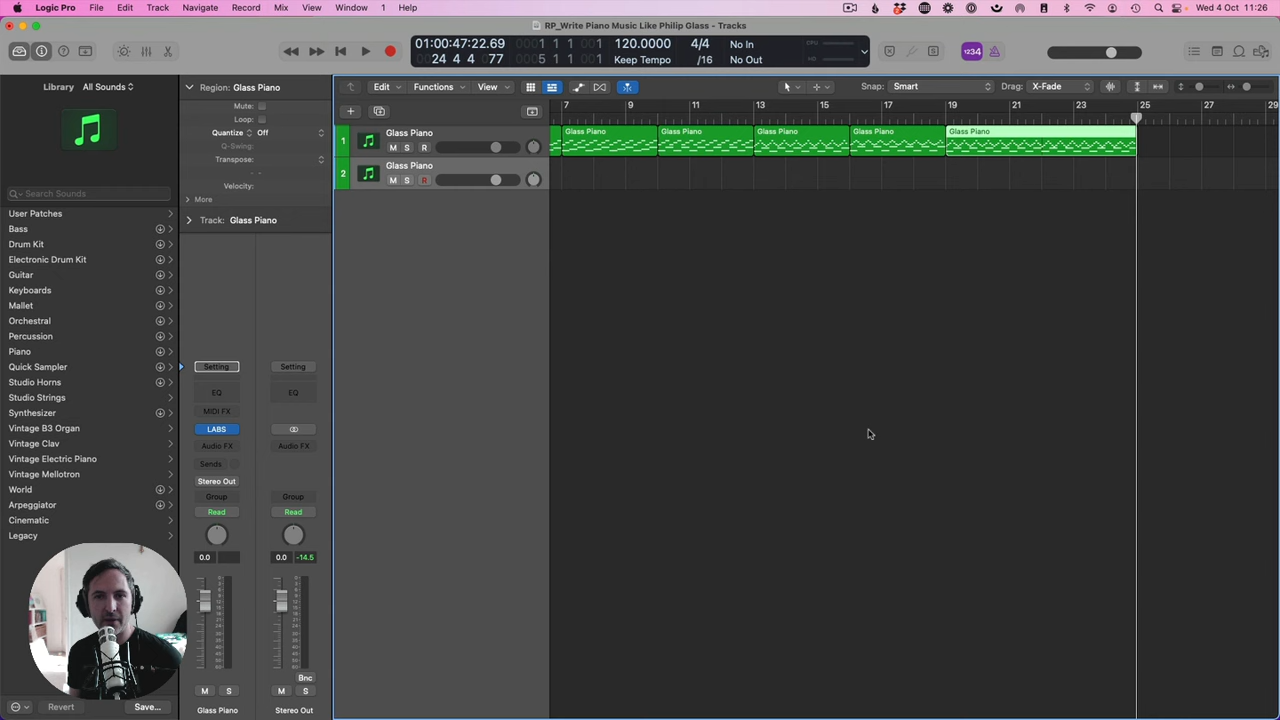 Logic Pro File Edit Track Navigate Record Mix View Window 1 Help Wed 4 Oct 11:26
RP_Write Piano Music Like Philip Glass - Tracks
01:00:47:22.69 1 1 1 120.0000 4/4 No In
24 4 4 77 1 1 1 Keep Tempo /16 No Out
CPU
HD
1234
Library All Sounds
Region: Glass Piano
Edit Functions View
Snap: Smart
Drag: X-Fade
Mute:
Loop:
Quantize Off
Q-Swing:
Transpose:
Velocity:
More
Track: Glass Piano
7 9 11 13 15 17 19 21 23 25 27 29
1 Glass Piano
M S R
Glass Piano Glass Piano Glass Piano Glass Piano Glass Piano
2 Glass Piano
M S R
Search Sounds
User Patches
Bass
Drum Kit
Electronic Drum Kit
Guitar
Keyboards
Mallet
Orchestral
Percussion
Piano
Quick Sampler
Studio Horns
Studio Strings
Synthesizer
Vintage B3 Organ
Vintage Clav
Vintage Electric Piano
Vintage Mellotron
World
Arpeggiator
Cinematic
Legacy
Setting Setting
EQ EQ
MIDI FX
LABS
Audio FX Audio FX
Sends
Stereo Out
Group Group
Read Read
0.0 0.0 -14.5
Bnc
M S M S
Glass Piano Stereo Out
Revert Save...